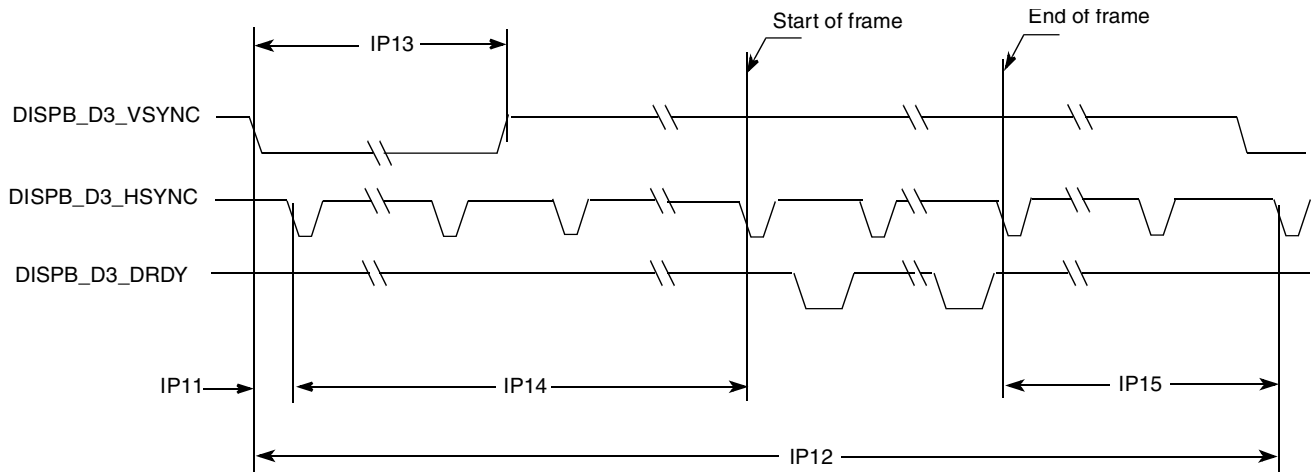 Start of frame
End of frame
IP13
DISPB_D3_VSYNC
DISPB_D3_HSYNC
DISPB_D3_DRDY
IP11
IP14
IP15
IP12